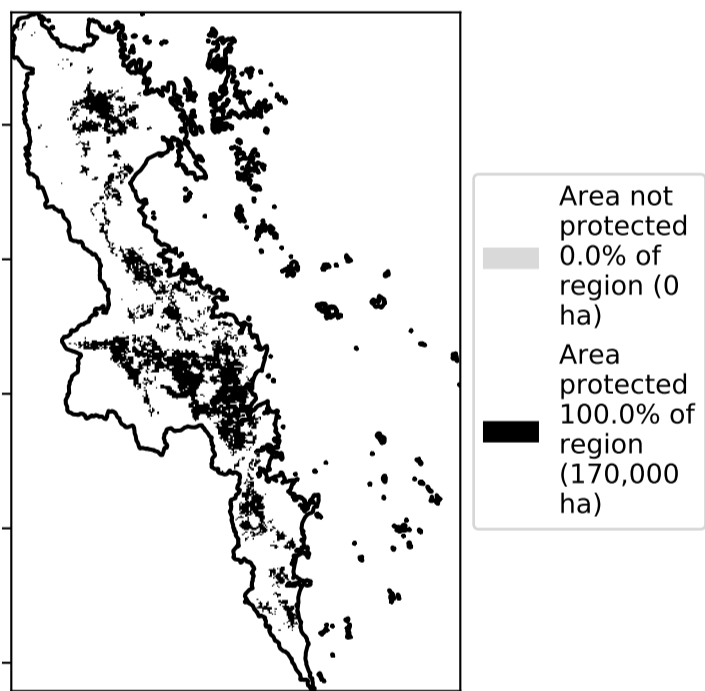 Area not
protected
0.0% of
region (0
ha)
Area
protected
100.0% of
region
(170,000
ha)